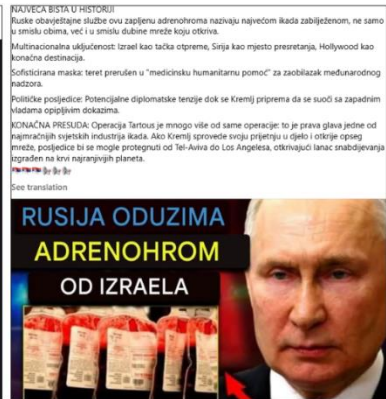 NAJVEĆA BISTA U HISTORIJI
Ruske obavještajne službe ovu zapljenu adrenohroma nazivaju najvećom ikada zabilježenom, ne samo
u smislu obima, već i u smislu dubine mreže koju otkriva.
Multinacionalna uključenost: Izrael kao tačka otpreme, Sirija kao mjesto presretanja, Hollywood kao
konačna destinacija.
Sofisticirana maska: teret prerušen u "medicinsku humanitarnu pomoć" za zaobilazak međunarodnog
nadzora.
Političke posljedice: Potencijalne diplomatske tenzije dok se Kremlj priprema da se suoči sa zapadnim
vladama opipljivim dokazima.
KONAČNA PRESUDA: Operacija Tartous je mnogo više od same operacije: to je prava glava jedne od
najmračnijih svjetskih industrija ikada. Ako Kremlj sprovede svoju prijetnju u djelo i otkrije opseg
mreže, posljedice bi se mogle protegnuti od Tel-Aviva do Los Angelesa, otkrivajući lanac snabdijevanja
izgrađen na krvi najranjivijih planeta.
See translation
RUSIJA ODUZIMA
ADRENOHROM
OD IZRAELA